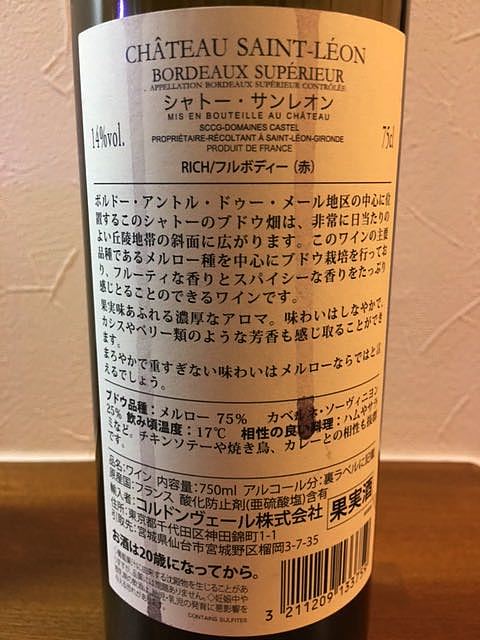 CHÂTEAU SAINT-LÉON
BORDEAUX SUPÉRIEUR
APPELLATION BORDEAUX SUPÉRIEUR CONTRÔLÉE
シャトー・サンレオン
MIS EN BOUTEILLE AU CHÂTEAU
14%vol.
SCCG-DOMAINES CASTEL
75cl
PROPRIÉTAIRE-RÉCOLTANT À SAINT-LÉON-GIRONDE
PRODUIT DE FRANCE
RICH/フルボディー(赤)
ボルドー・アントル・ドゥー・メール地区の中心に位
置するこのシャトーのブドウ畑は、非常に日当たりの
よい丘陵地帯の斜面に広がります。このワインの主要
品種であるメルロー種を中心にブドウ栽培を行ってお
り、フルーティな香りとスパイシーな香りをたっぷり
感じとることのできるワインです。
果実味あふれる濃厚なアロマ。味わいはしなやかで、
カシスやベリー類のような芳香も感じ取ることができ
ます。
まろやかで重すぎない味わいはメルローならではと言
えるでしょう。
ブドウ品種:メルロー 75% カベルネ・ソーヴィニヨン
25% 飲み頃温度:17℃ 相性の良い料理:ハムやサラ
ミなど。チキンソテーや焼き鳥、カレーとの相性も抜群
です。
品名:ワイン 内容量:750ml アルコール分:裏ラベルに記載
原産国:フランス 酸化防止剤(亜硫酸塩)含有
輸入者:コルドンヴェール株式会社
果実酒
住所:東京都千代田区神田錦町1-1
引取先:宮城県仙台市宮城野区榴岡3-7-35
お酒は20歳になってから。
CONTAINS SULFITES